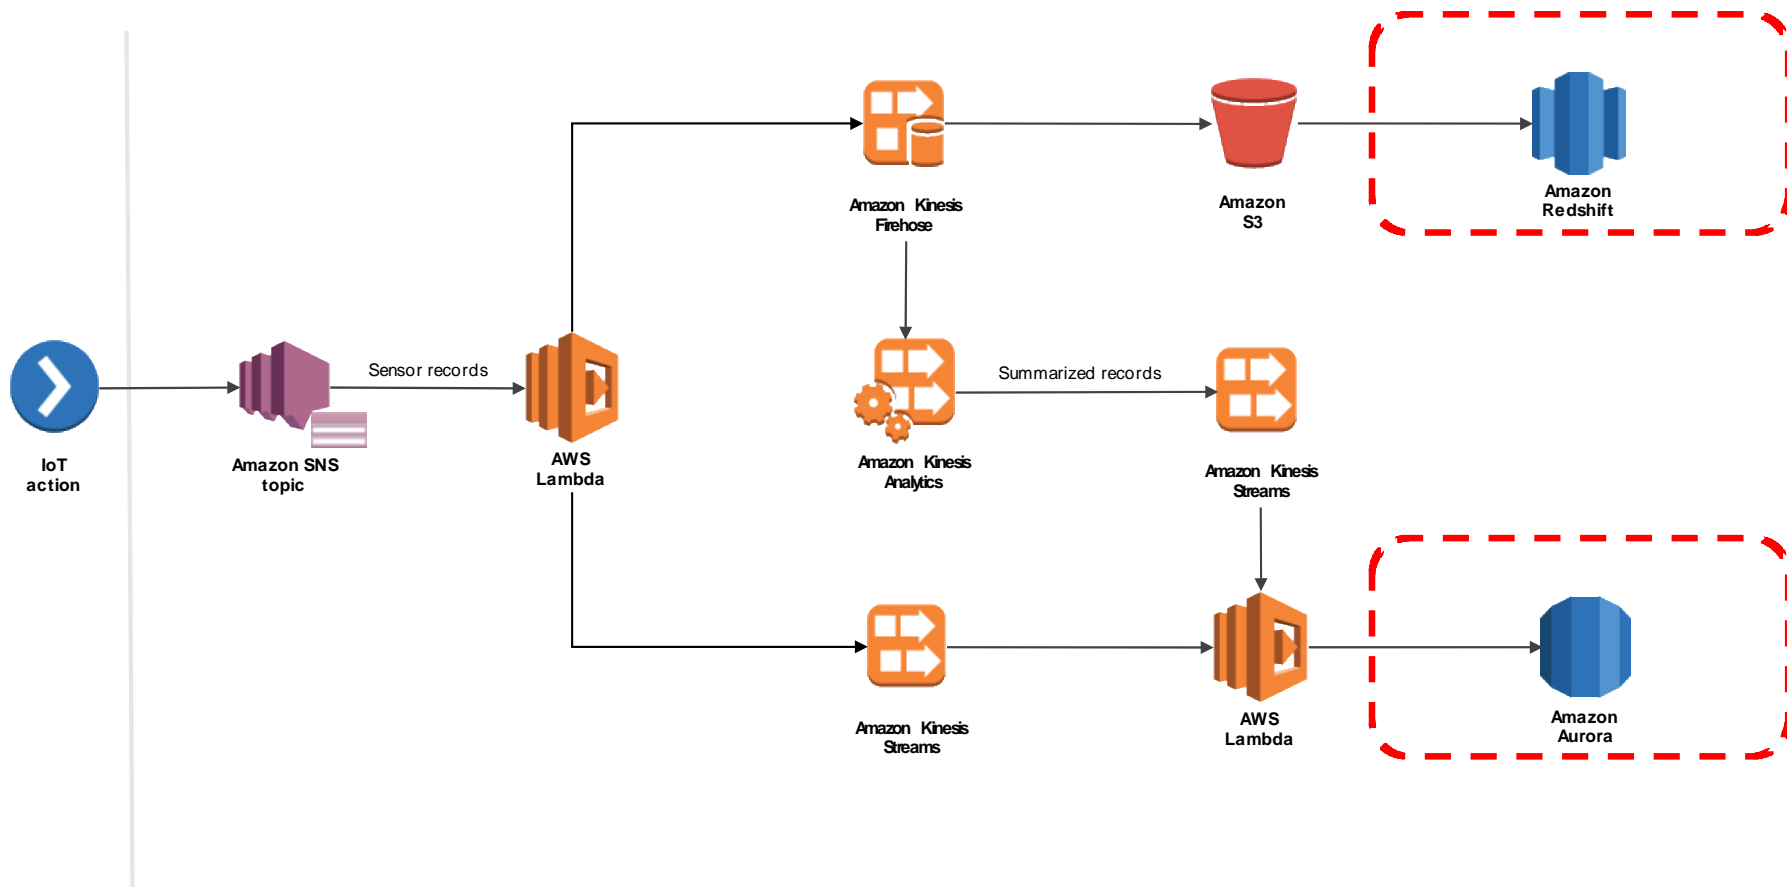 Amazon Kinesis
Firehose
Amazon
S3
Amazon
Redshift
IoT
action
Amazon SNS
topic
Sensor records
AWS
Lambda
Amazon Kinesis
Analytics
Summarized records
Amazon Kinesis
Streams
Amazon Kinesis
Streams
AWS
Lambda
Amazon
Aurora